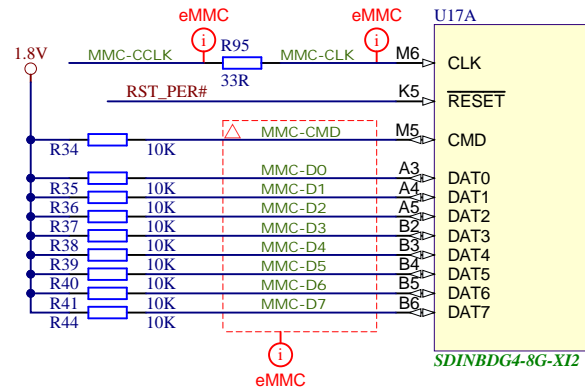 eMMC
eMMC
U17A
i
i
1.8V
MMC-CCLK
R95
MMC-CLK
M6
CLK
33R
RST_PER#
K5
RESET
R34
10K
MMC-CMD
M5
CMD
MMC-D0
A3
DAT0
R35
10K
MMC-D1
A4
DAT1
R36
10K
MMC-D2
A5
DAT2
R37
10K
MMC-D3
B2
DAT3
R38
10K
MMC-D4
B3
DAT4
R39
10K
MMC-D5
B4
DAT5
R40
10K
MMC-D6
B5
DAT6
R41
10K
MMC-D7
B6
DAT7
R44
10K
i
eMMC
SDINBDG4-8G-XI2